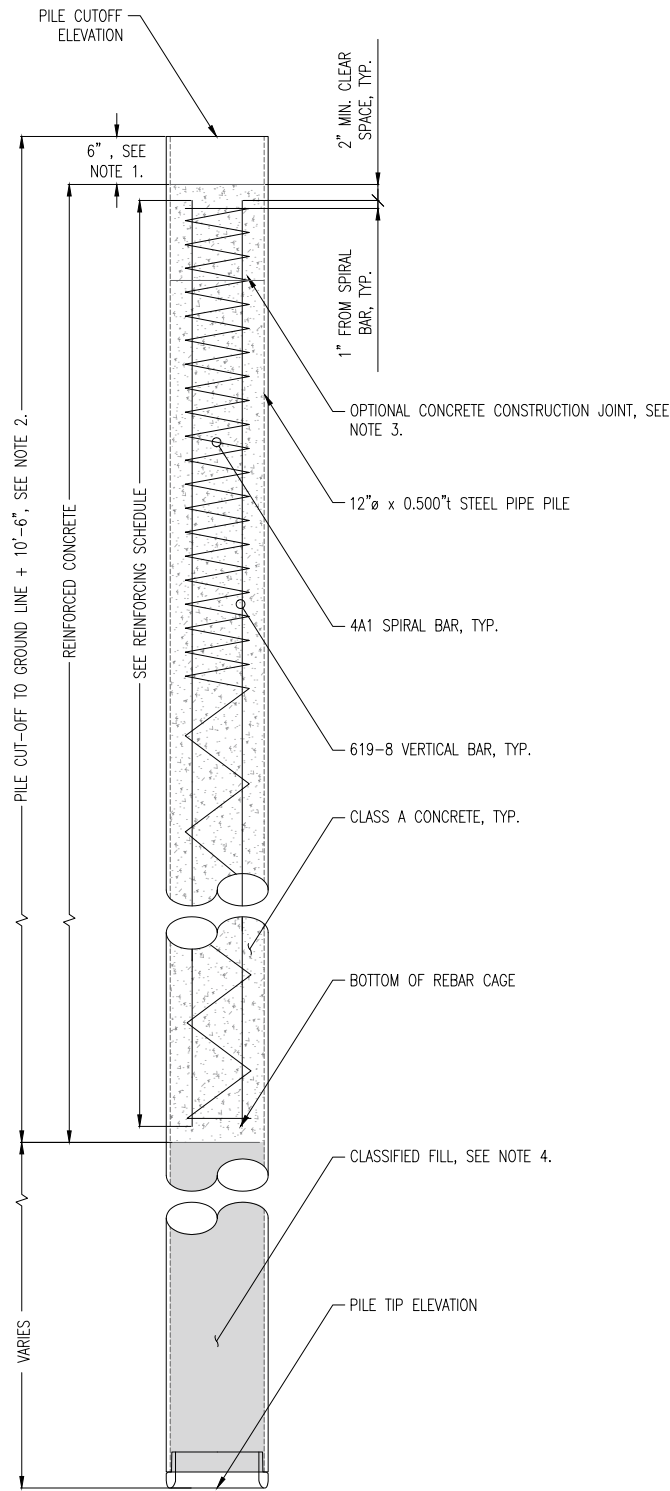 PILE CUTOFF
ELEVATION
2" MIN. CLEAR
SPACE, TYP.
6" , SEE
NOTE 1.
1" FROM SPIRAL
BAR, TYP.
OPTIONAL CONCRETE CONSTRUCTION JOINT, SEE
NOTE 3.
12"ø x 0.500"t STEEL PIPE PILE
PILE CUT-OFF TO GROUND LINE + 10'-6", SEE NOTE 2.
REINFORCED CONCRETE
SEE REINFORCING SCHEDULE
4A1 SPIRAL BAR, TYP.
619-8 VERTICAL BAR, TYP.
CLASS A CONCRETE, TYP.
BOTTOM OF REBAR CAGE
CLASSIFIED FILL, SEE NOTE 4.
PILE TIP ELEVATION
VARIES